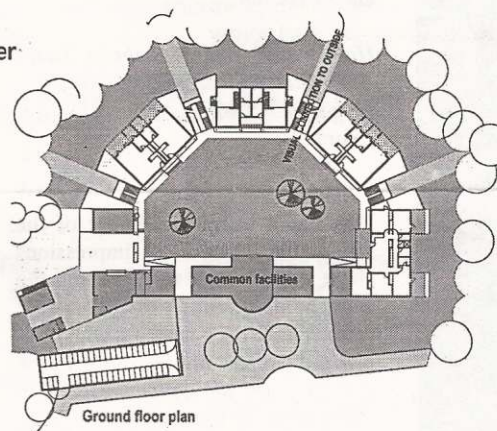 er
VISUAL CONNECTION TO OUTSIDE
Common facilities
Ground floor plan